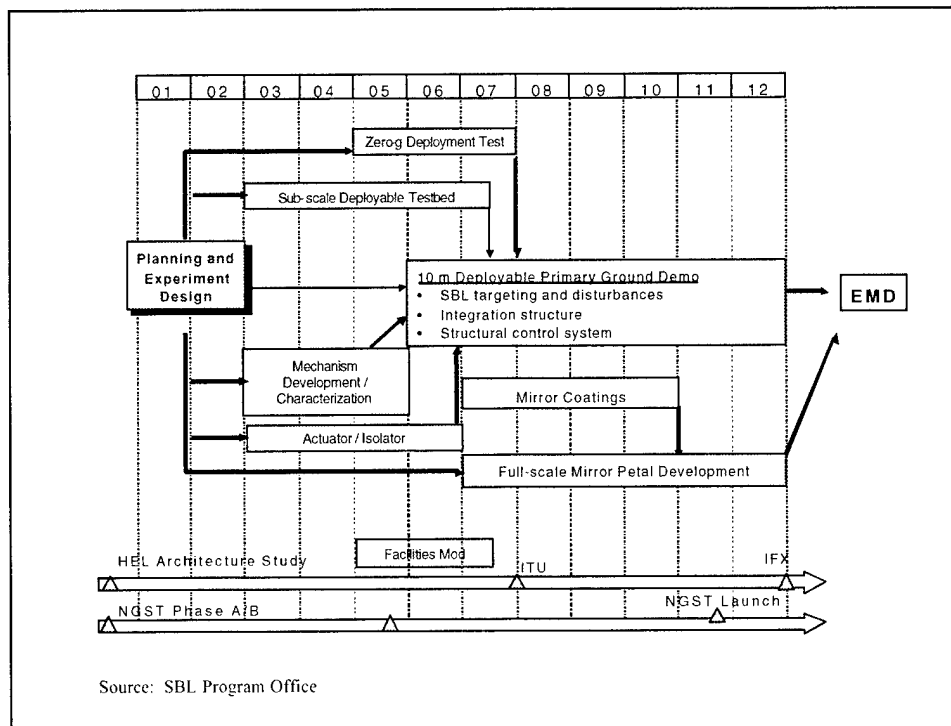 01 02 03 04 05 06 07 08 09 10 11 12
Zero-g Deployment Test
Sub-scale Deployable Testbed
Planning and
Experiment
Design
10 m Deployable Primary Ground Demo
• SBL targeting and disturbances
• Integration structure
• Structural control system
EMD
Mechanism
Development /
Characterization
Mirror Coatings
Actuator / Isolator
Full-scale Mirror Petal Development
Facilities Mod
HEL Architecture Study
ITU
IFX
NGST Phase A/B
NGST Launch
Source: SBL Program Office